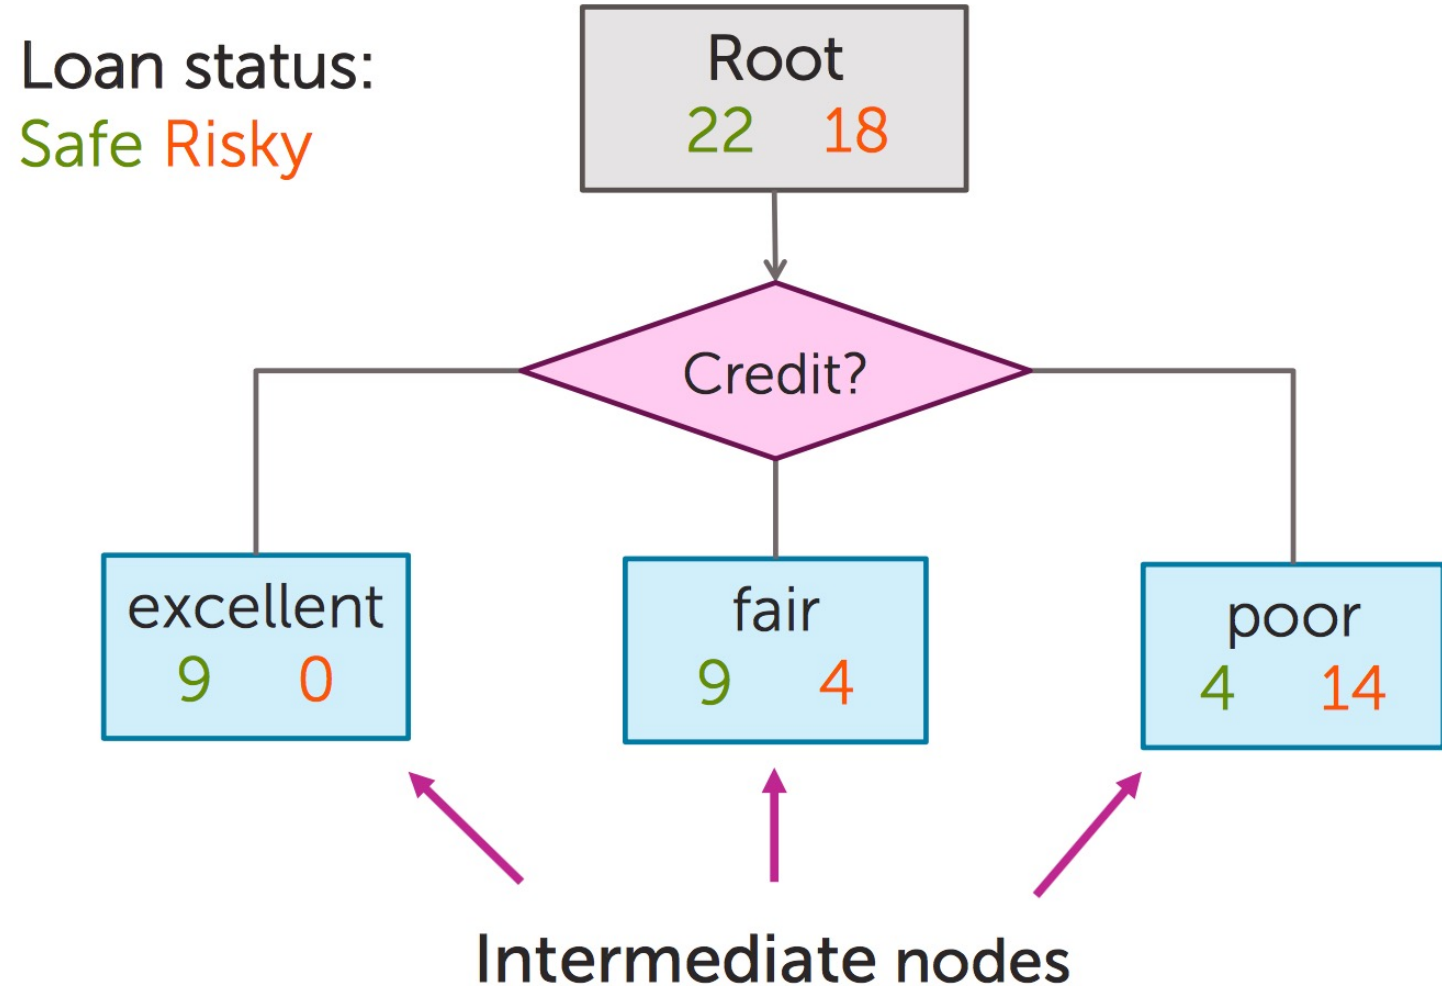 Loan status:
Safe Risky
Root
22 18
Credit?
excellent
9 0
fair
9 4
poor
4 14
Intermediate nodes